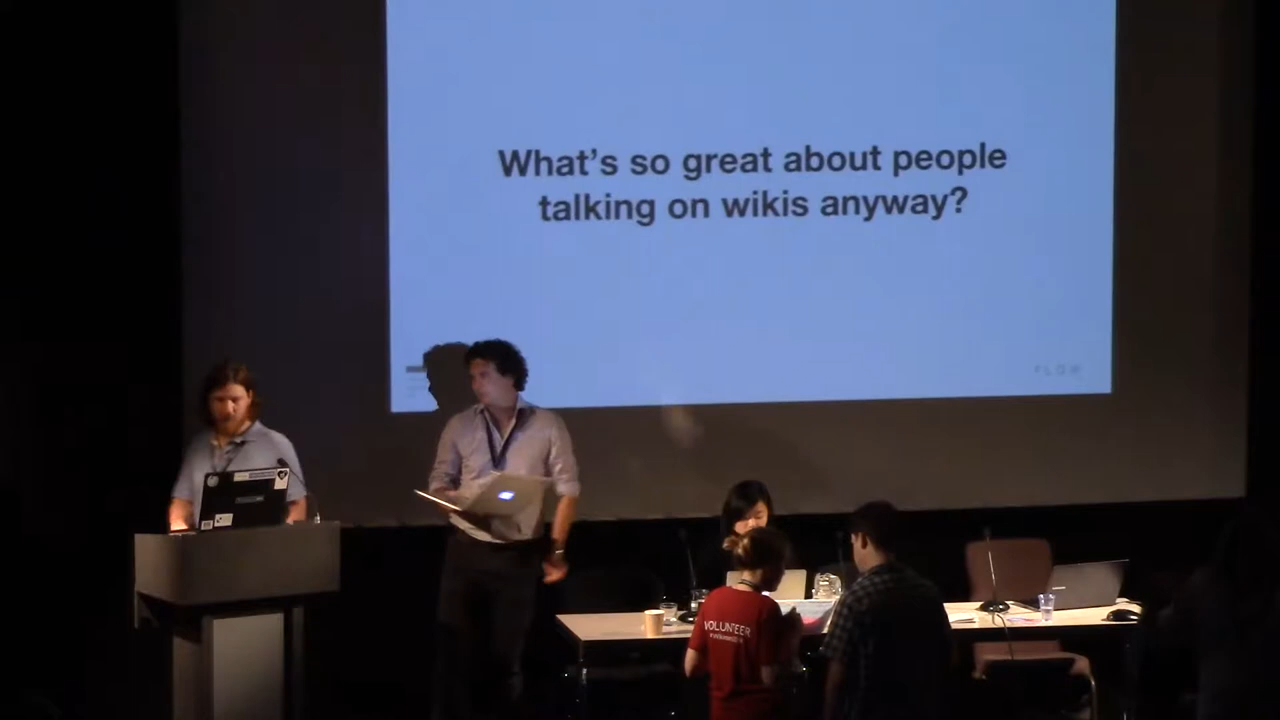 What's so great about people
talking on wikis anyway?
FLOW
VOLUNTEER